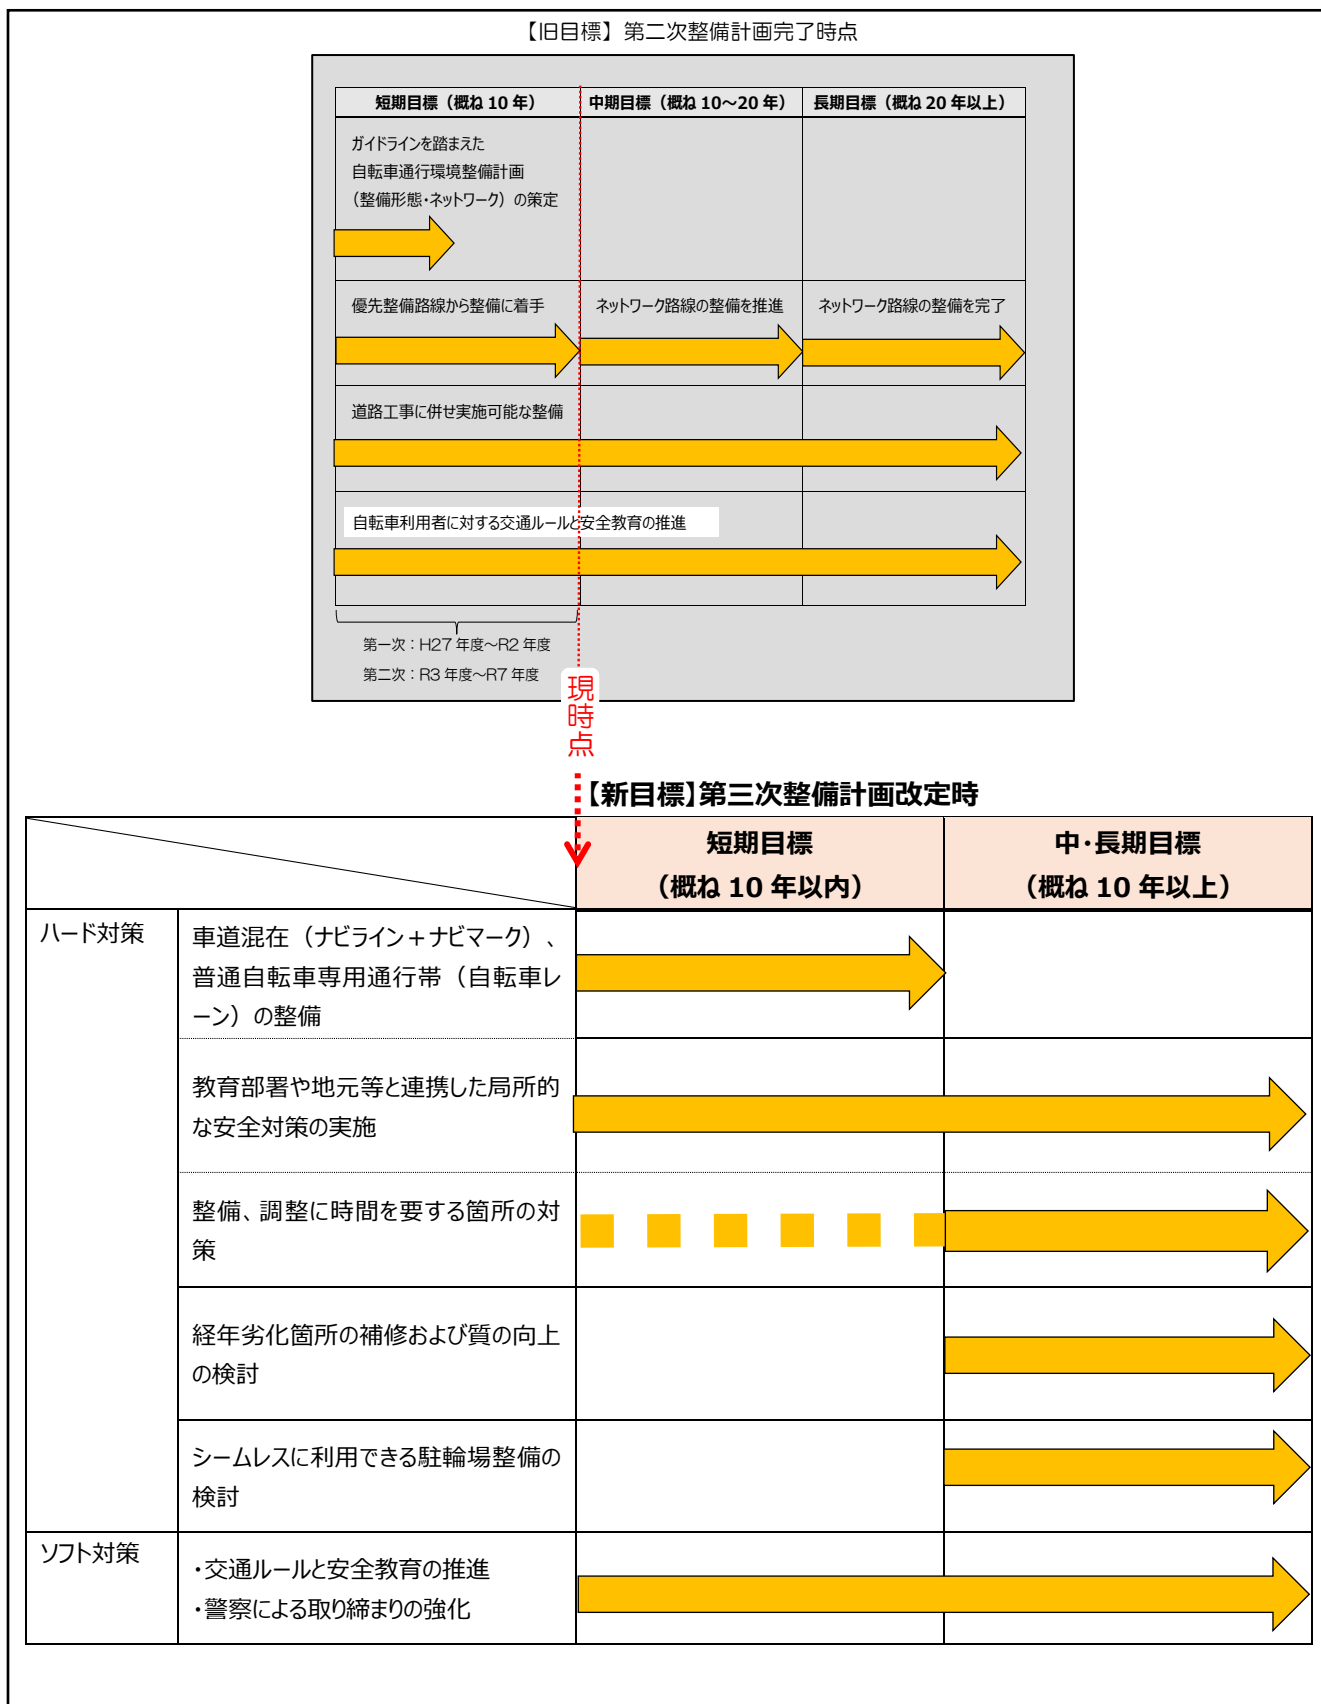 【旧目標】第二次整備計画完了時点
短期目標（概ね 10 年）
中期目標（概ね 10～20 年）
長期目標（概ね 20 年以上）
ガイドラインを踏まえた
自転車通行環境整備計画
（整備形態・ネットワーク）の策定
優先整備路線から整備に着手
ネットワーク路線の整備を推進
ネットワーク路線の整備を完了
道路工事に併せ実施可能な整備
自転車利用者に対する交通ルールと安全教育の推進
第一次：H27 年度～R2 年度
第二次：R3 年度～R7 年度
現時点
【新目標】第三次整備計画改定時
短期目標
（概ね 10 年以内）
中・長期目標
（概ね 10 年以上）
ハード対策
車道混在（ナビライン＋ナビマーク）、
普通自転車専用通行帯（自転車レ
ーン）の整備
教育部署や地元等と連携した局所的
な安全対策の実施
整備、調整に時間を要する箇所の対
策
経年劣化箇所の補修および質の向上
の検討
シームレスに利用できる駐輪場整備の
検討
ソフト対策
・交通ルールと安全教育の推進
・警察による取り締まりの強化